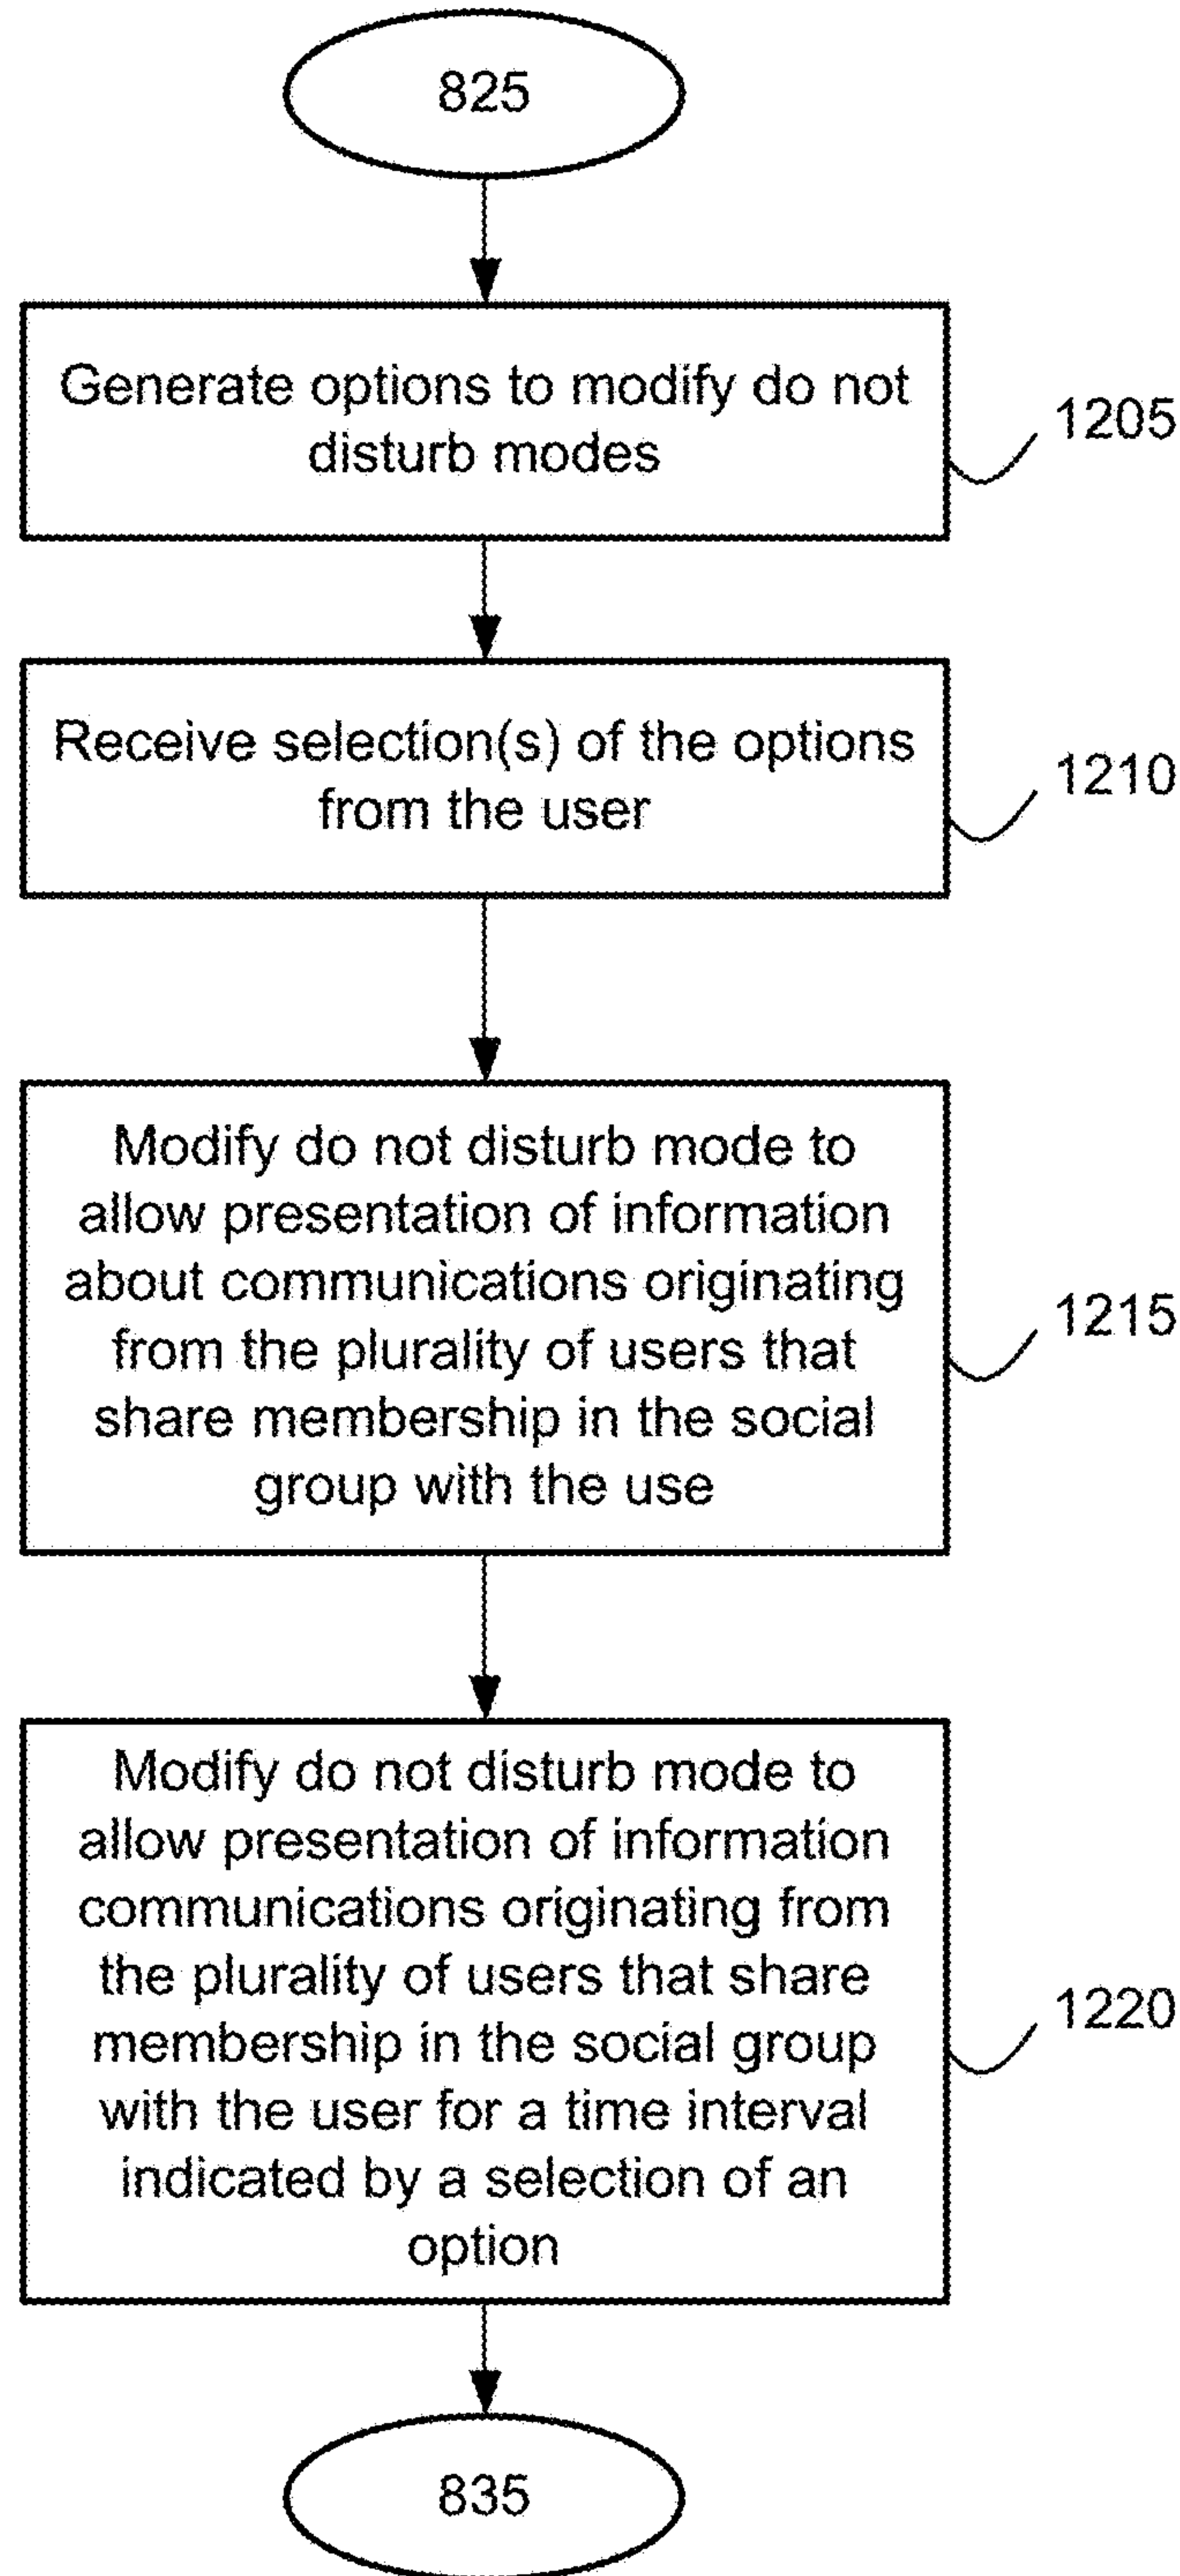 825
Generate options to modify do not
disturb modes
1205
Receive selection(s) of the options
from the user
1210
Modify do not disturb mode to
allow presentation of information
about communications originating
from the plurality of users that
share membership in the social
group with the use
1215
Modify do not disturb mode to
allow presentation of information
communications originating from
the plurality of users that share
membership in the social group
with the user for a time interval
indicated by a selection of an
option
1220
835